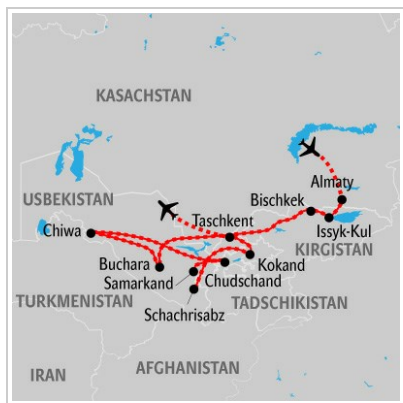 KASACHSTAN
Almaty
USBEKISTAN
Bischkek
Taschkent
Chiwa
Issyk-Kul
KIRGISTAN
Buchara
Kokand
Samarkand
Chudschand
TURKMENISTAN
TADSCHIKISTAN
Schachrisabz
AFGHANISTAN
IRAN